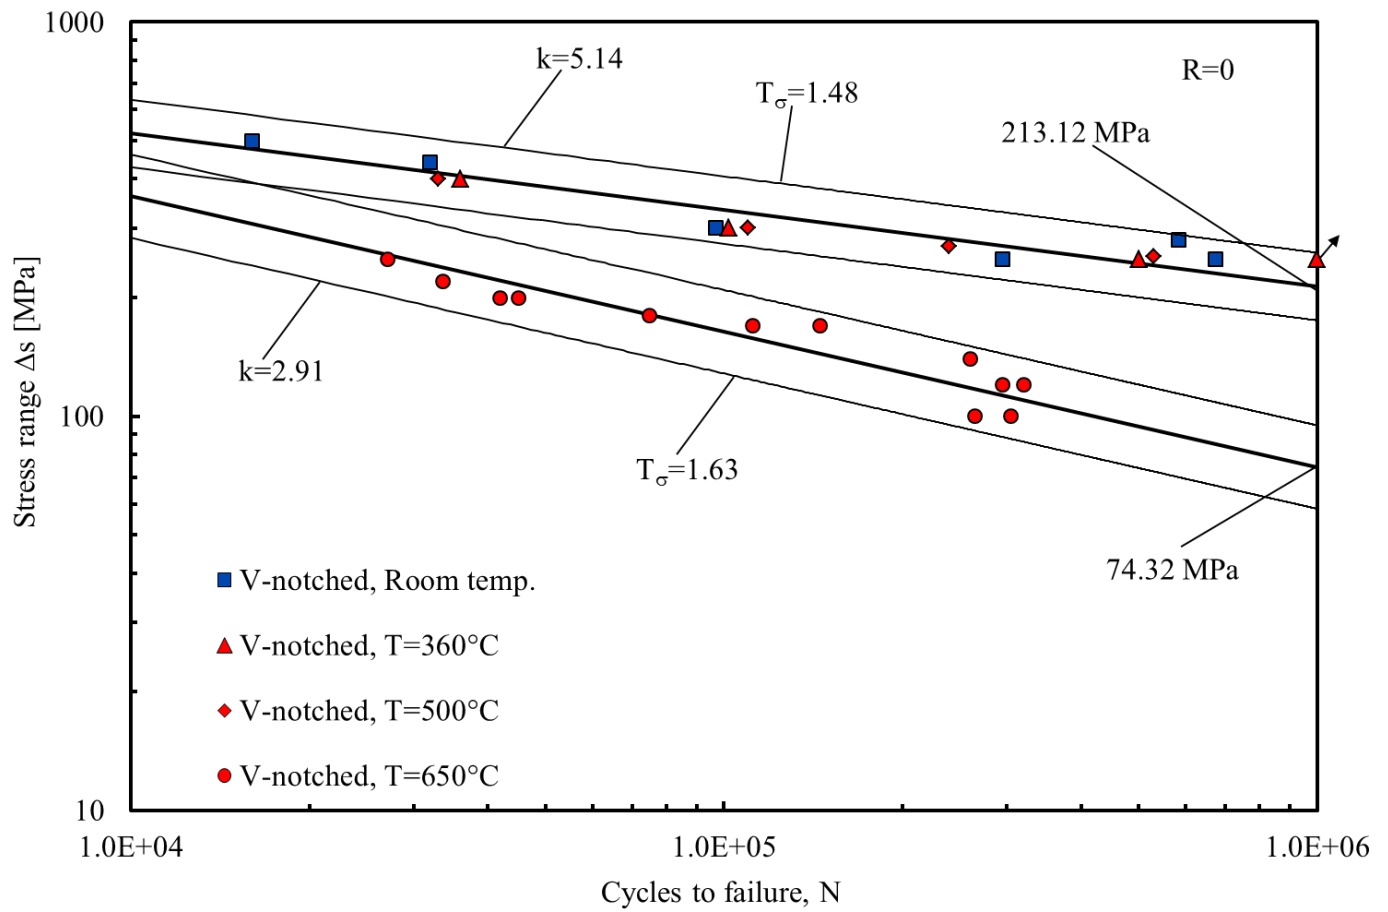 1000
k=5.14
R=0
Tσ=1.48
213.12 MPa
Stress range Δs [MPa]
k=2.91
100
Tσ=1.63
74.32 MPa
V-notched, Room temp.
V-notched, T=360°C
V-notched, T=500°C
V-notched, T=650°C
10
1.0E+04
1.0E+05
1.0E+06
Cycles to failure, N